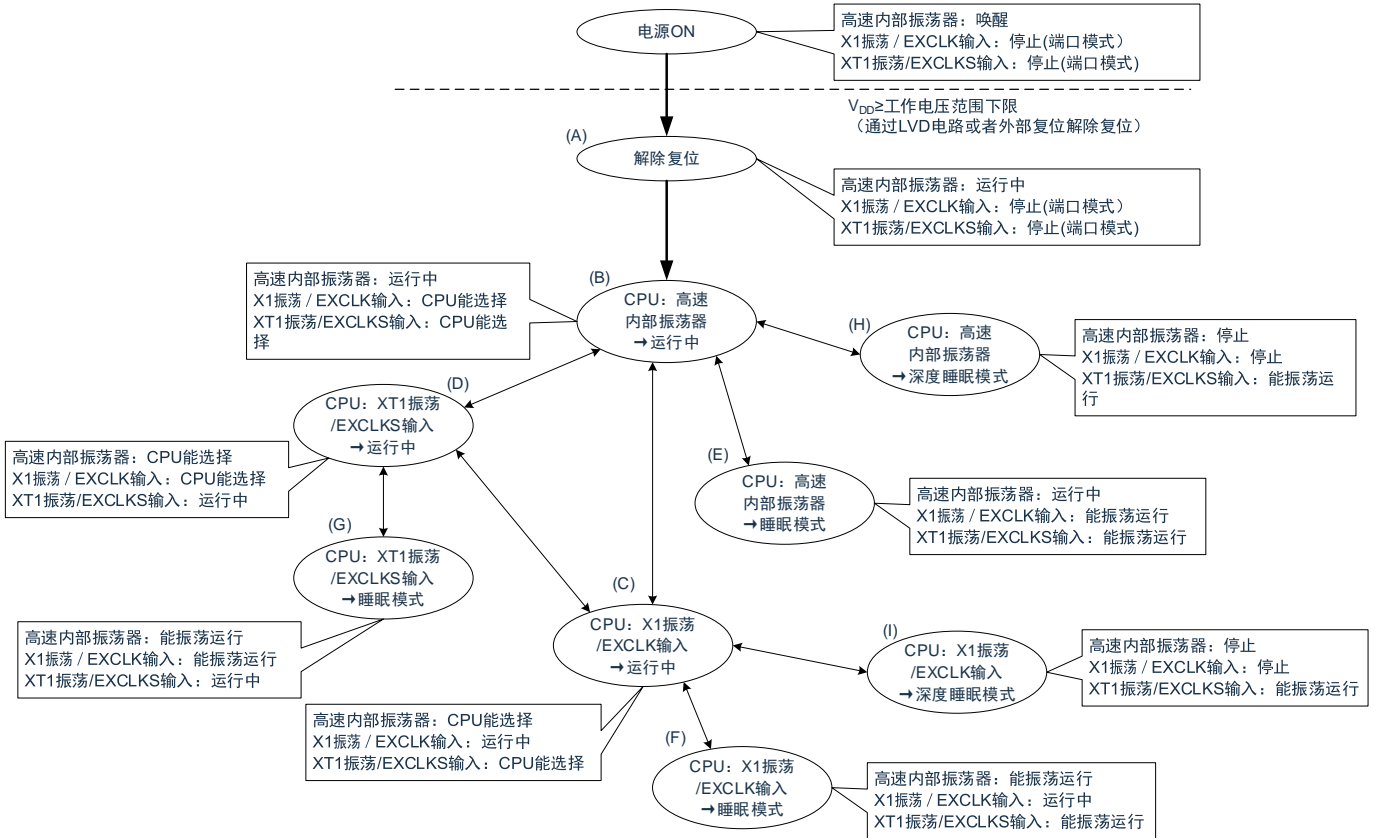 电源ON
高速内部振荡器：唤醒
X1振荡 / EXCLK输入：停止(端口模式）
XT1振荡/EXCLKS输入：停止(端口模式)
VDD≥工作电压范围下限
（通过LVD电路或者外部复位解除复位）
(A)
解除复位
高速内部振荡器：运行中
X1振荡 / EXCLK输入：停止(端口模式）
XT1振荡/EXCLKS输入：停止(端口模式)
高速内部振荡器：运行中
X1振荡 / EXCLK输入：CPU能选择
XT1振荡/EXCLKS输入：CPU能选
择
(B)
CPU：高速
内部振荡器
→运行中
(H)
CPU：高速
内部振荡器
→深度睡眠模式
高速内部振荡器：停止
X1振荡 / EXCLK输入：停止
XT1振荡/EXCLKS输入：能振荡运
行
(D)
CPU：XT1振荡
/EXCLKS输入
→运行中
高速内部振荡器：CPU能选择
X1振荡 / EXCLK输入：CPU能选择
XT1振荡/EXCLKS输入：运行中
(E)
CPU：高速
内部振荡器
→睡眠模式
高速内部振荡器：运行中
X1振荡 / EXCLK输入：能振荡运行
XT1振荡/EXCLKS输入：能振荡运行
(G)
CPU：XT1振荡
/EXCLKS输入
→睡眠模式
高速内部振荡器：能振荡运行
X1振荡 / EXCLK输入：能振荡运行
XT1振荡/EXCLKS输入：运行中
(C)
CPU：X1振荡
/EXCLK输入
→运行中
高速内部振荡器：CPU能选择
X1振荡 / EXCLK输入：运行中
XT1振荡/EXCLKS输入：CPU能选择
(I)
CPU：X1振荡
/EXCLK输入
→深度睡眠模式
高速内部振荡器：停止
X1振荡 / EXCLK输入：停止
XT1振荡/EXCLKS输入：能振荡运行
(F)
CPU：X1振荡
/EXCLK输入
→睡眠模式
高速内部振荡器：能振荡运行
X1振荡 / EXCLK输入：运行中
XT1振荡/EXCLKS输入：能振荡运行